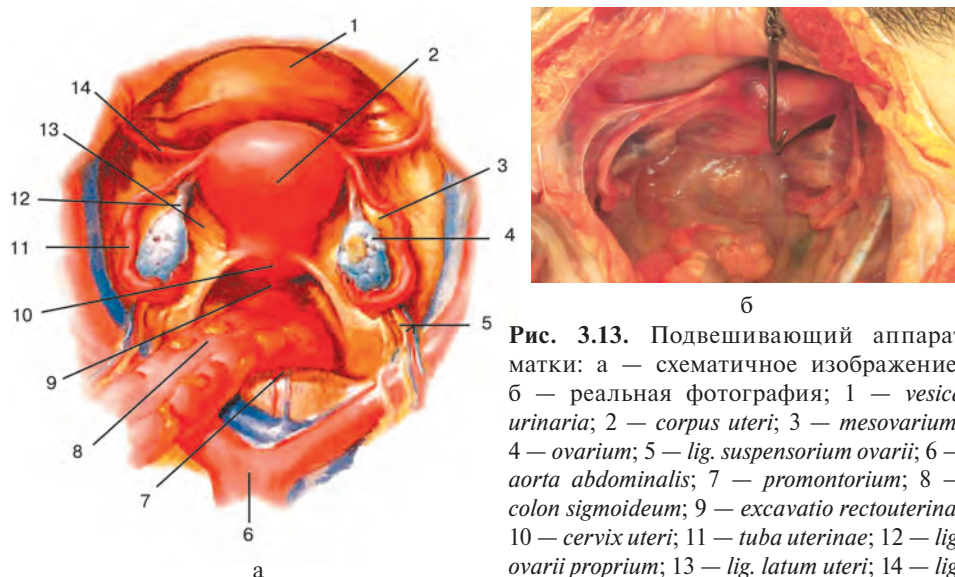 1
2
14
13
3
12
4
11
10
5
9
8
7
6
а
б
Рис. 3.13. Подвешивающий аппарат
матки: а — схематичное изображение
б — реальная фотография; 1 — vesica
urinaria; 2 — corpus uteri; 3 — mesovarium
4 — ovarium; 5 — lig. suspensorium ovarii; 6 —
aorta abdominalis; 7 — promontorium; 8 —
colon sigmoideum; 9 — excavatio rectouterina
10 — cervix uteri; 11 — tuba uterinae; 12 — lig
ovarii proprium; 13 — lig. latum uteri; 14 — lig